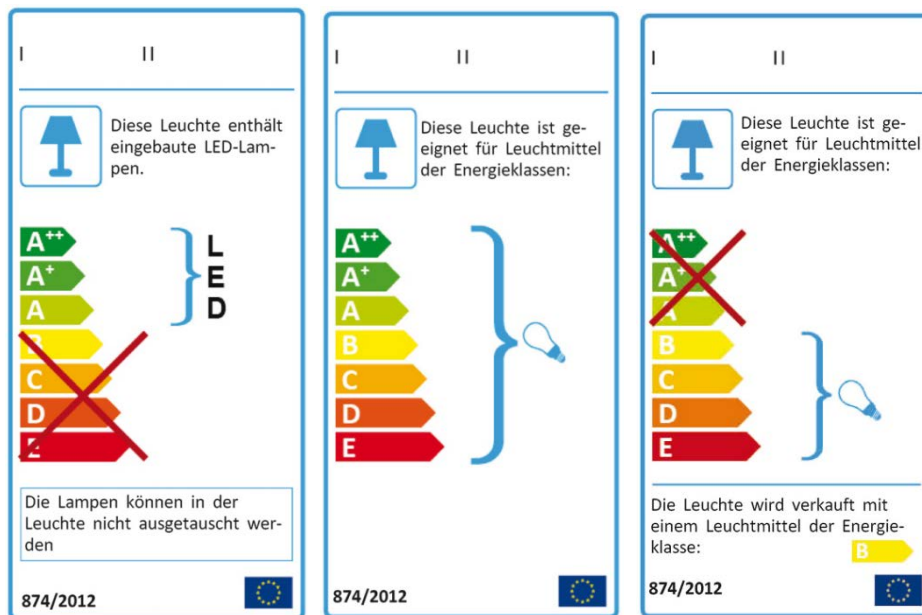 I II
Diese Leuchte enthält
eingebaute LED-Lam-
pen.
A++
A+
A
B
C
D
E
L
E
D
Die Lampen können in der
Leuchte nicht ausgetauscht wer-
den
874/2012
I II
Diese Leuchte ist ge-
eignet für Leuchtmittel
der Energieklassen:
A++
A+
A
B
C
D
E
874/2012
I II
Diese Leuchte ist ge-
eignet für Leuchtmittel
der Energieklassen:
A++
A+
A
B
C
D
E
Die Leuchte wird verkauft mit
einem Leuchtmittel der Energie-
klasse:
B
874/2012